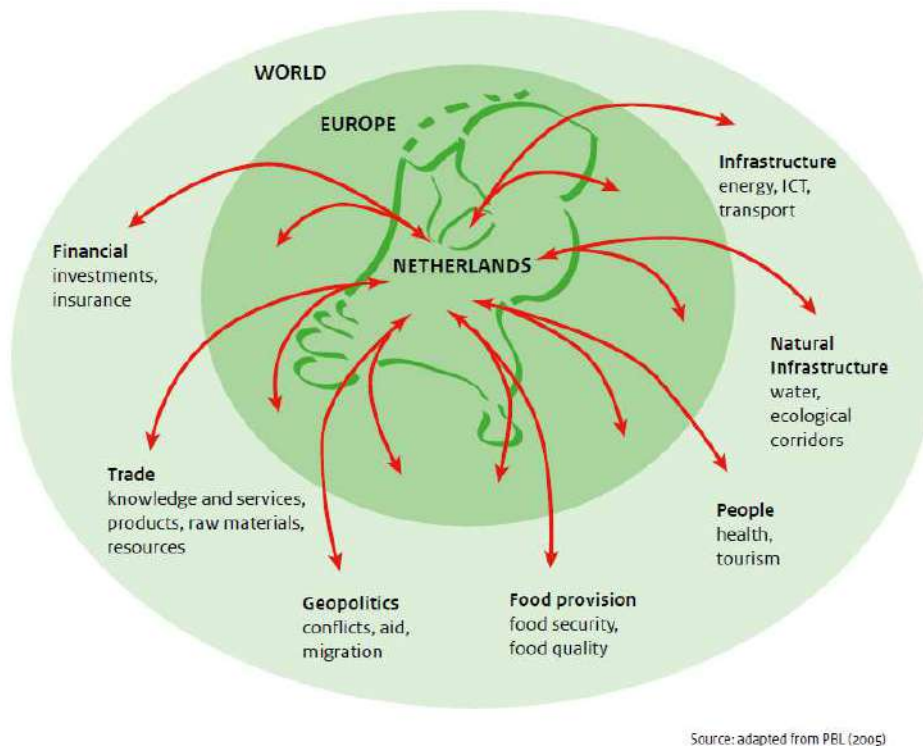 WORLD
EUROPE
NETHERLANDS
Infrastructure
energy, ICT,
transport
Financial
investments,
insurance
Natural
Infrastructure
water,
ecological
corridors
Trade
knowledge and services,
products, raw materials,
resources
People
health,
tourism
Geopolitics
conflicts, aid,
migration
Food provision
food security,
food quality
Source: adapted from PBL (2005)